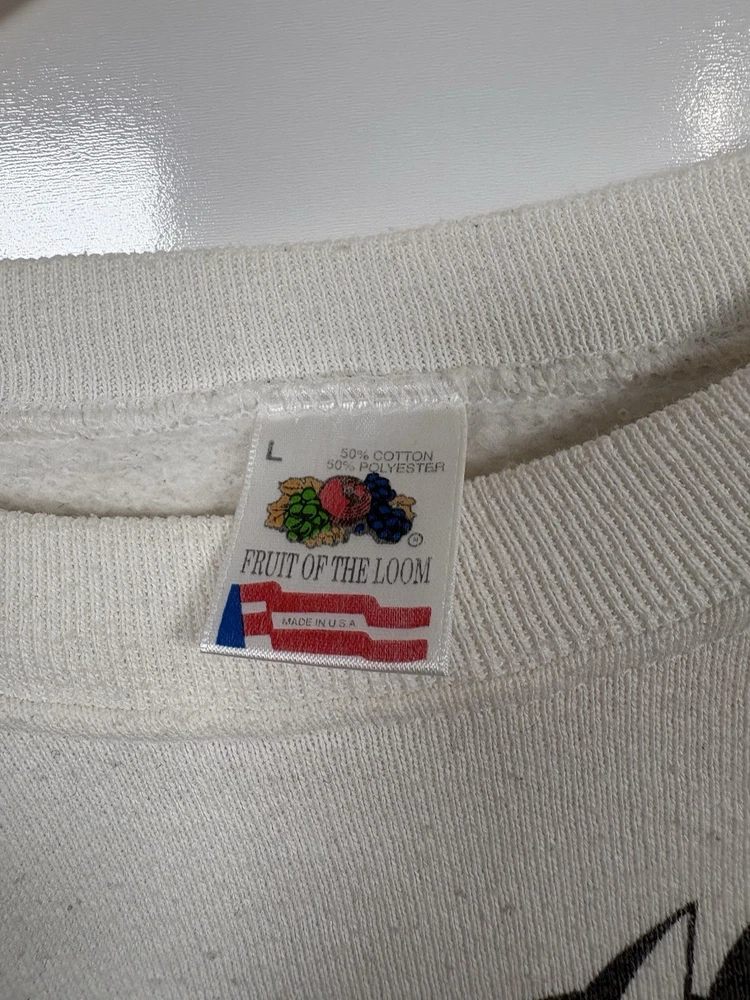 L
50% COTTON
50% POLYESTER
®
FRUIT OF THE LOOM
MADE IN U.S.A.